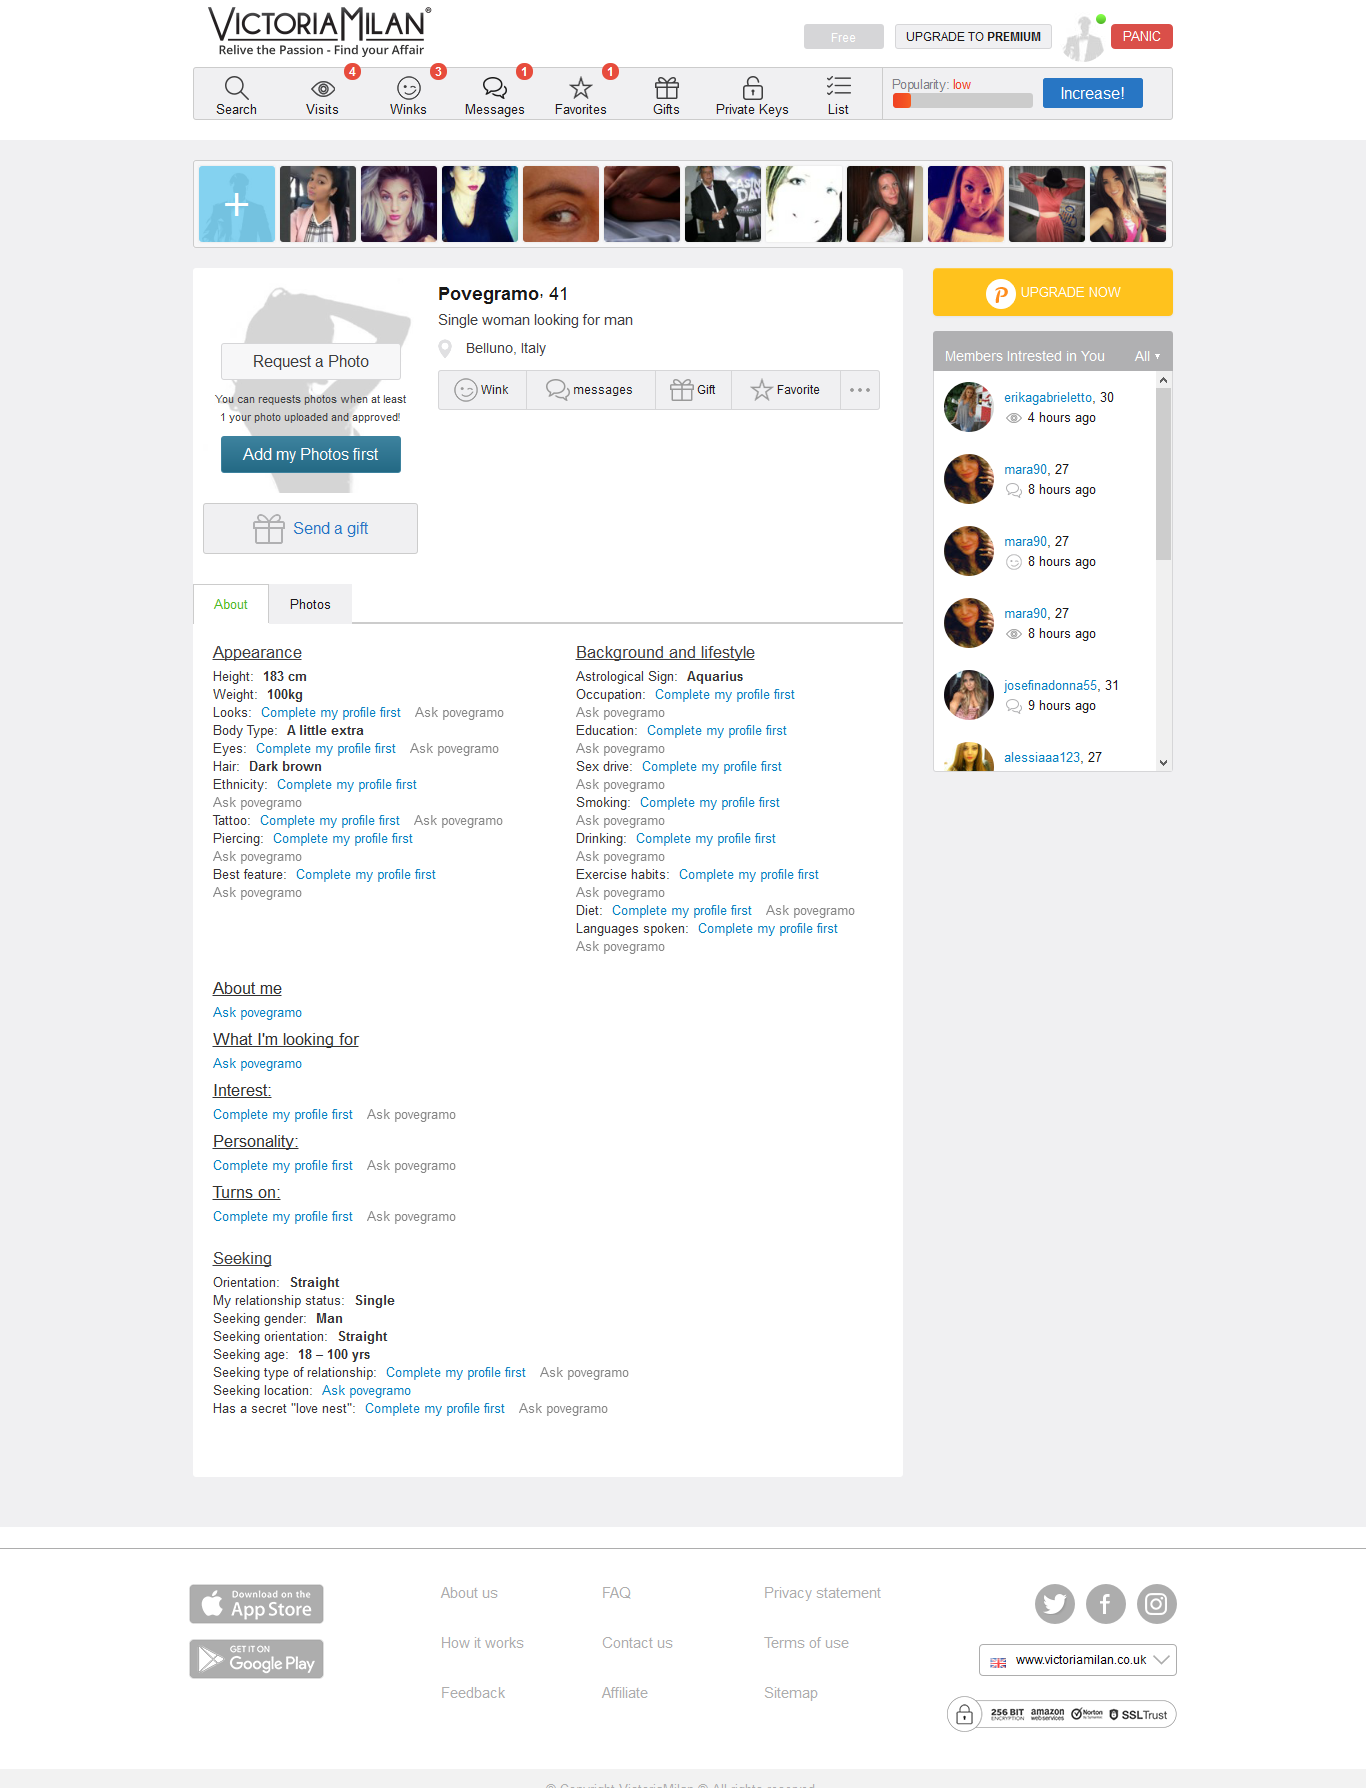 VICTORIAMILAN®
Relive the Passion - Find your Affair
Free
UPGRADE TO PREMIUM
PANIC
4
3
1
1
Search
Visits
Winks
Messages
Favorites
Gifts
Private Keys
List
Popularity: low
Increase!
Povegramo, 41
Single woman looking for man
Belluno, Italy
Request a Photo
You can requests photos when at least
1 your photo uploaded and approved!
Add my Photos first
Send a gift
Wink
messages
Gift
Favorite
UPGRADE NOW
Members Intrested in You
All
erikagabrieletto, 30
4 hours ago
mara90, 27
8 hours ago
mara90, 27
8 hours ago
mara90, 27
8 hours ago
josefinadonna55, 31
9 hours ago
alessiaaa123, 27
About
Photos
Appearance
Height: 183 cm
Weight: 100kg
Looks: Complete my profile first Ask povegramo
Body Type: A little extra
Eyes: Complete my profile first Ask povegramo
Hair: Dark brown
Ethnicity: Complete my profile first
Ask povegramo
Tattoo: Complete my profile first Ask povegramo
Piercing: Complete my profile first
Ask povegramo
Best feature: Complete my profile first
Ask povegramo
Background and lifestyle
Astrological Sign: Aquarius
Occupation: Complete my profile first
Ask povegramo
Education: Complete my profile first
Ask povegramo
Sex drive: Complete my profile first
Ask povegramo
Smoking: Complete my profile first
Ask povegramo
Drinking: Complete my profile first
Ask povegramo
Exercise habits: Complete my profile first
Ask povegramo
Diet: Complete my profile first Ask povegramo
Languages spoken: Complete my profile first
Ask povegramo
About me
Ask povegramo
What I'm looking for
Ask povegramo
Interest:
Complete my profile first Ask povegramo
Personality:
Complete my profile first Ask povegramo
Turns on:
Complete my profile first Ask povegramo
Seeking
Orientation: Straight
My relationship status: Single
Seeking gender: Man
Seeking orientation: Straight
Seeking age: 18 – 100 yrs
Seeking type of relationship: Complete my profile first Ask povegramo
Seeking location: Ask povegramo
Has a secret "love nest": Complete my profile first Ask povegramo
Download on the
App Store
GET IT ON
Google Play
About us
FAQ
Privacy statement
How it works
Contact us
Terms of use
Feedback
Affiliate
Sitemap
www.victoriamilan.co.uk
256 BIT
ENCRYPTION
amazon
webservices
Norton
SSLTrust
© Copyright VictoriaMilan ® All rights reserved